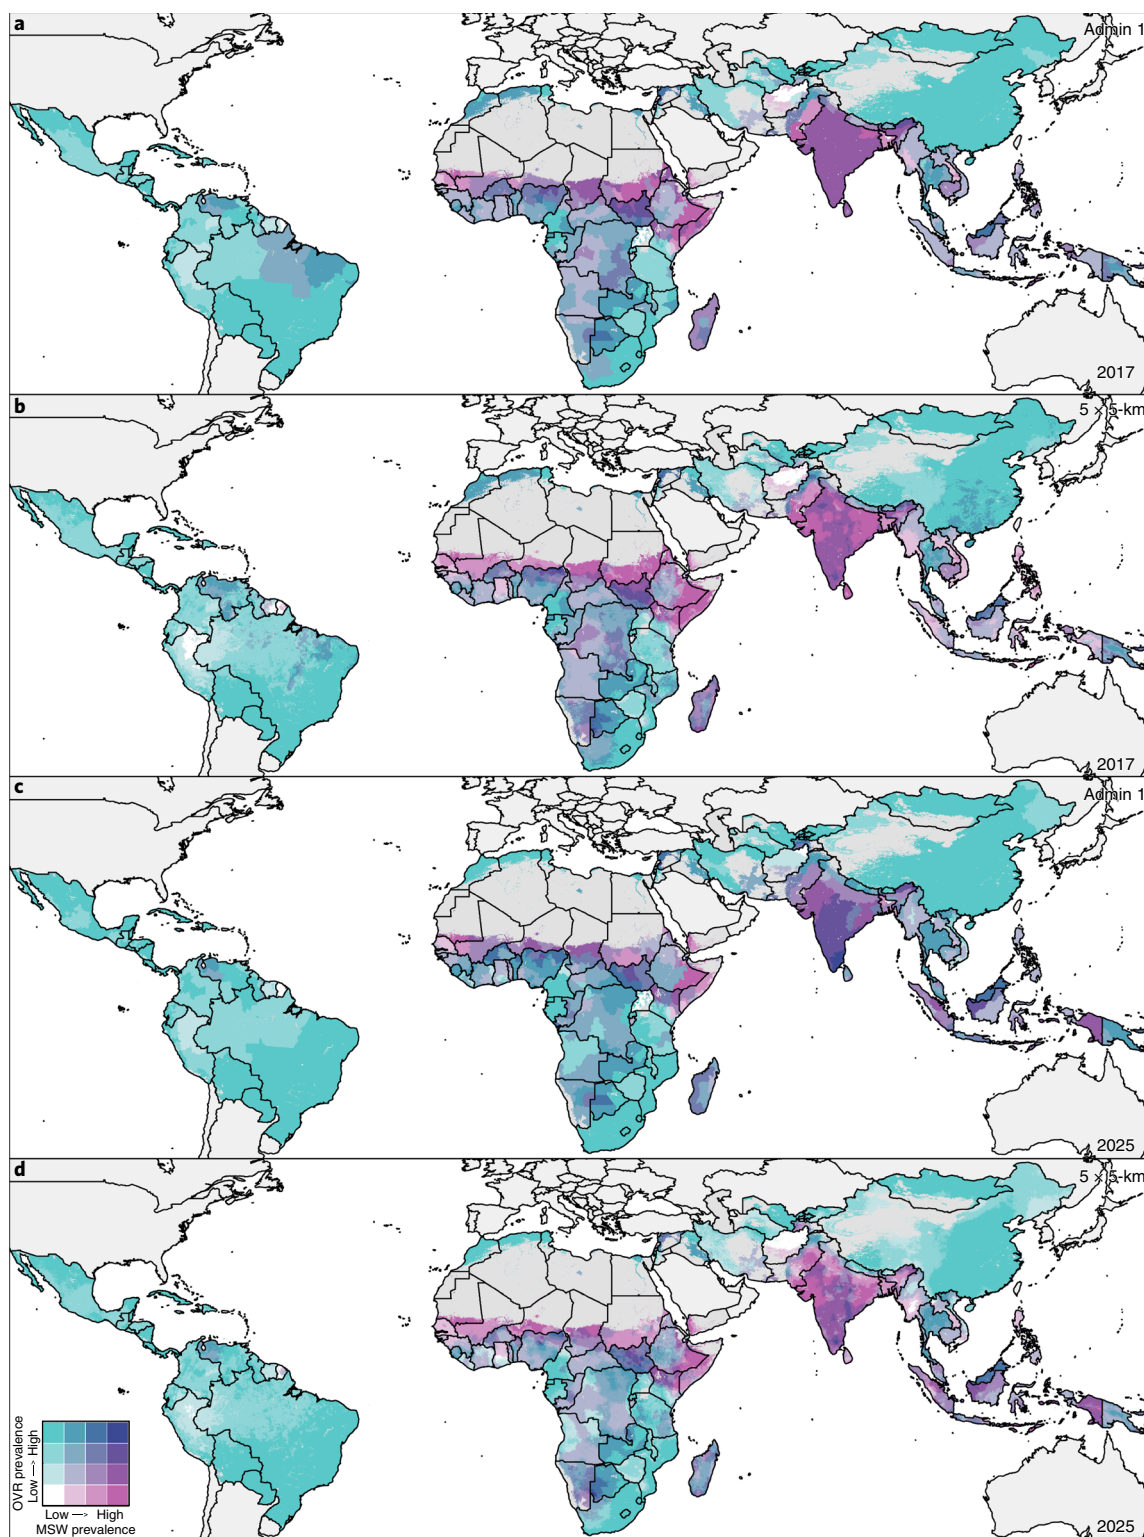 a
Admin 1
2017
b
5 × 5-km
2017
c
Admin 1
2025
d
5 × 5-km
OVR prevalence
Low —> High
Low —> High
MSW prevalence
2025